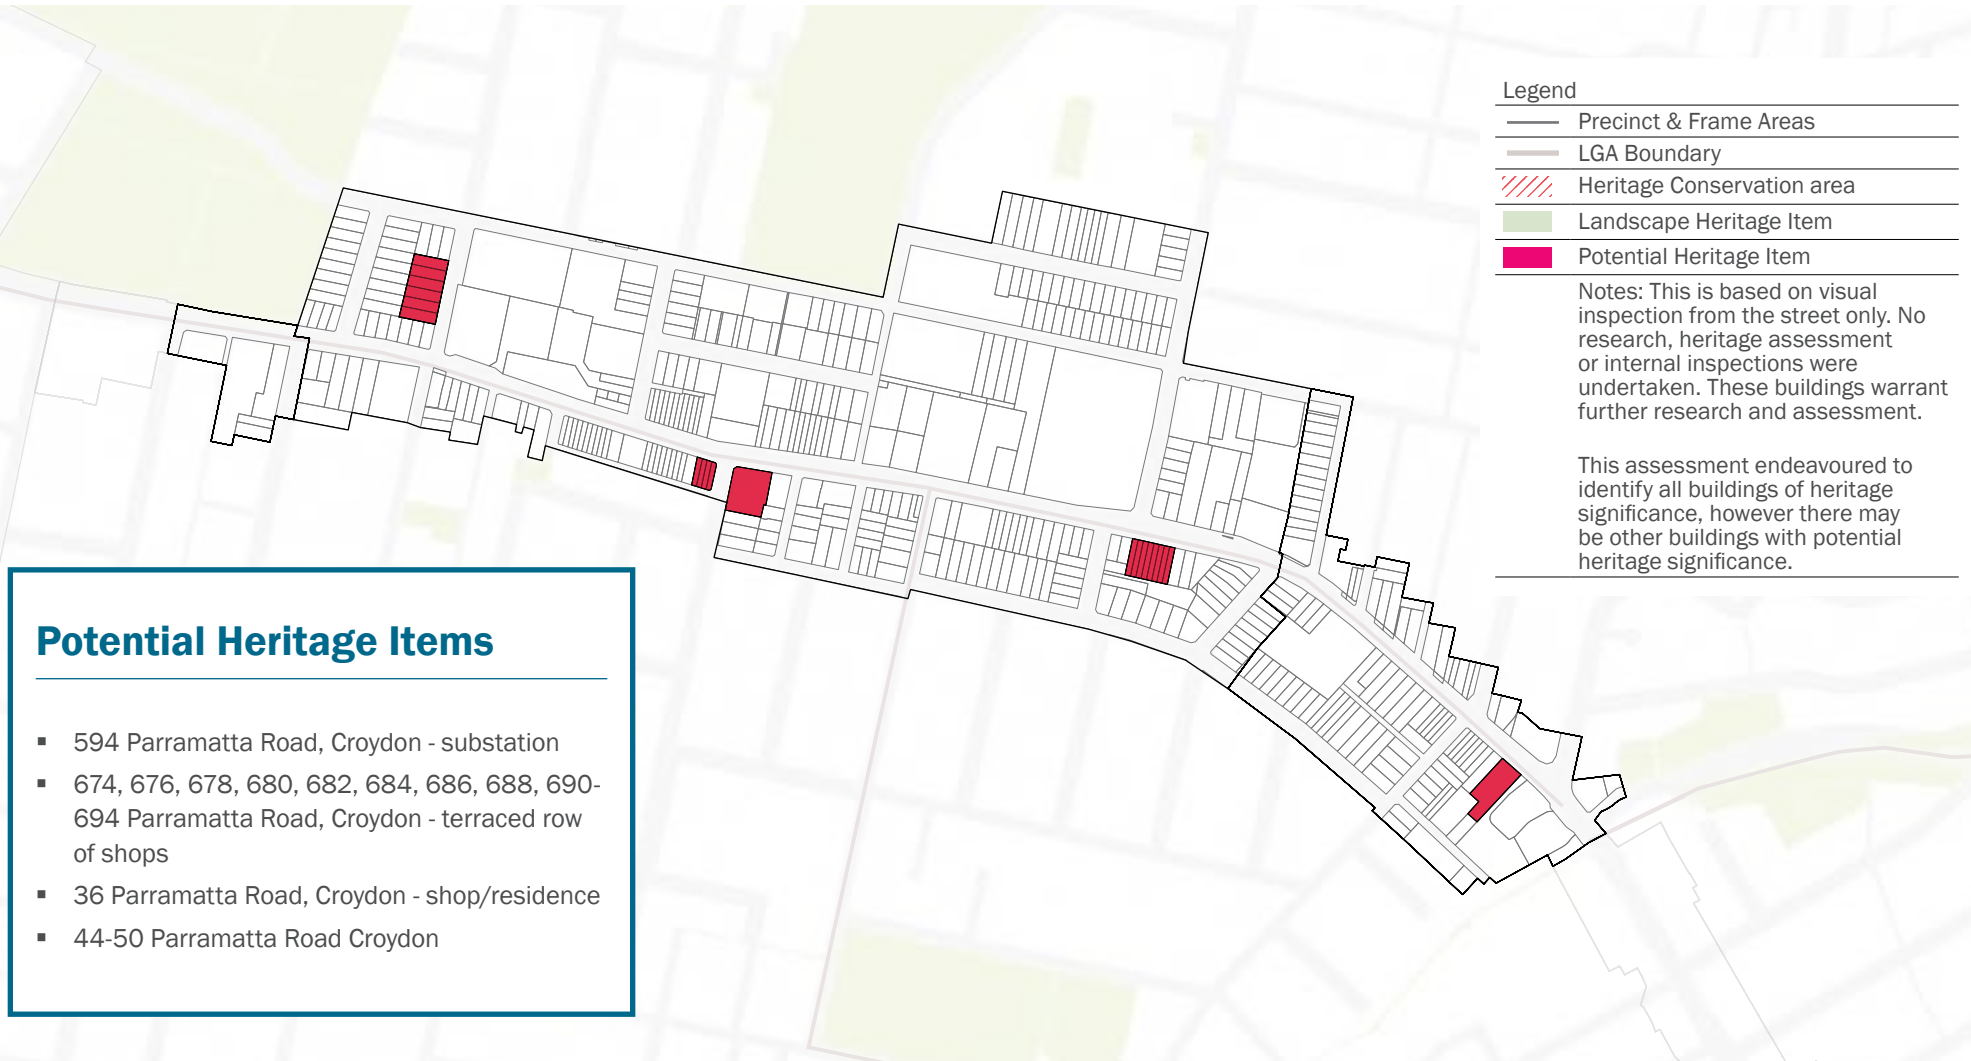 Legend
Precinct & Frame Areas
LGA Boundary
Heritage Conservation area
Landscape Heritage Item
Potential Heritage Item
Notes: This is based on visual
inspection from the street only. No
research, heritage assessment
or internal inspections were
undertaken. These buildings warrant
further research and assessment.
This assessment endeavoured to
identify all buildings of heritage
significance, however there may
be other buildings with potential
heritage significance.
Potential Heritage Items
▪ 594 Parramatta Road, Croydon - substation
▪ 674, 676, 678, 680, 682, 684, 686, 688, 690-
694 Parramatta Road, Croydon - terraced row
of shops
▪ 36 Parramatta Road, Croydon - shop/residence
▪ 44-50 Parramatta Road Croydon